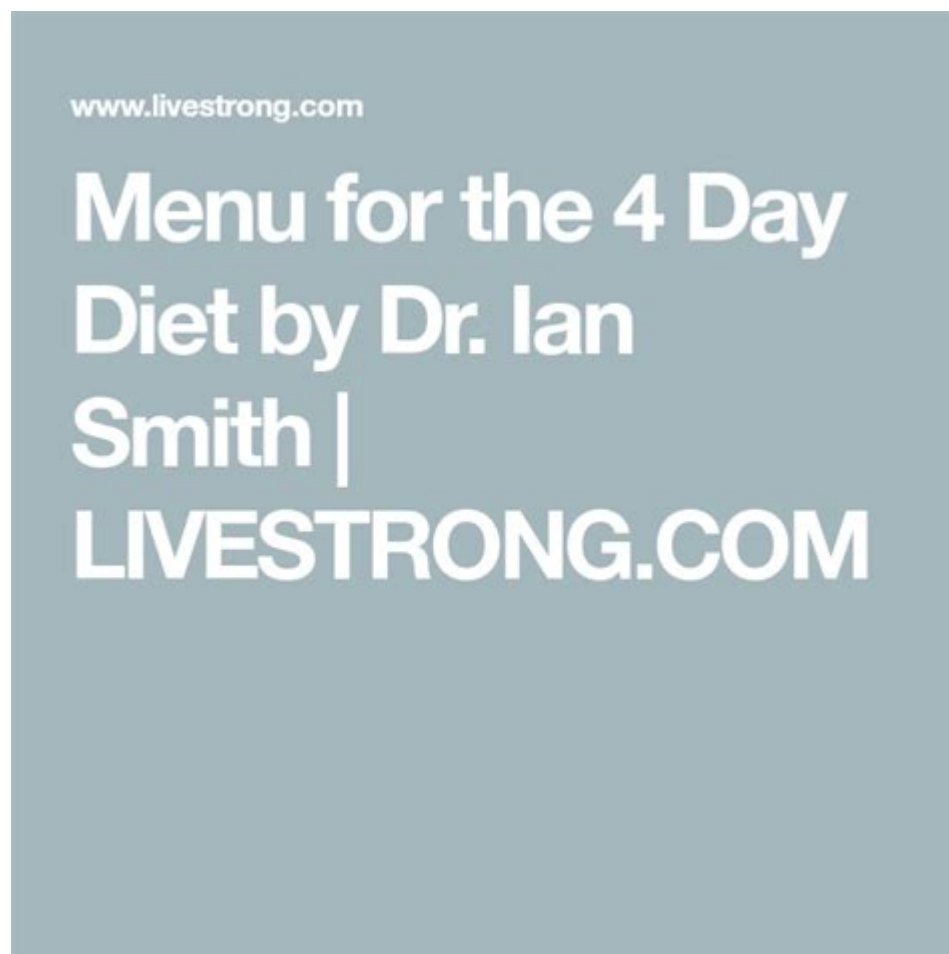 www.livestrong.com
Menu for the 4 Day
Diet by Dr. Ian
Smith |
LIVESTRONG.COM